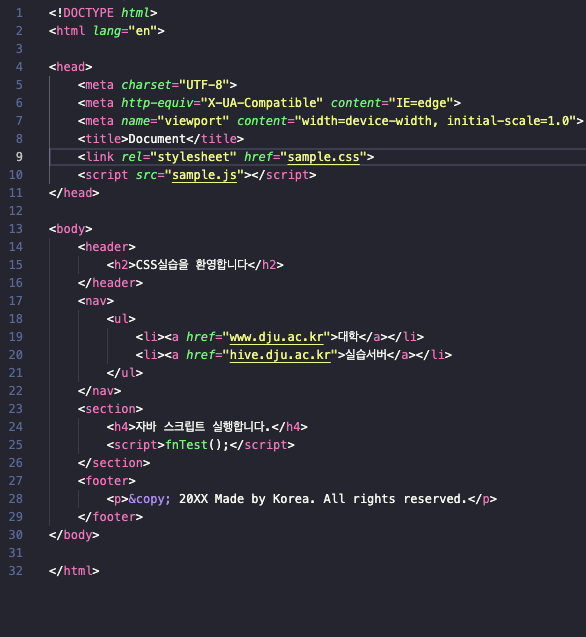 1 <!DOCTYPE html>
2 <html lang="en">
3
4 <head>
5 <meta charset="UTF-8">
6 <meta http-equiv="X-UA-Compatible" content="IE=edge">
7 <meta name="viewport" content="width=device-width, initial-scale=1.0">
8 <title>Document</title>
9 <link rel="stylesheet" href="sample.css">
10 <script src="sample.js"></script>
11 </head>
12
13 <body>
14 <header>
15 <h2>CSS실습을 환영합니다</h2>
16 </header>
17 <nav>
18 <ul>
19 <li><a href="www.dju.ac.kr">대학</a></li>
20 <li><a href="hive.dju.ac.kr">실습서버</a></li>
21 </ul>
22 </nav>
23 <section>
24 <h4>자바 스크립트 실행합니다.</h4>
25 <script>fnTest();</script>
26 </section>
27 <footer>
28 <p>&copy; 20XX Made by Korea. All rights reserved.</p>
29 </footer>
30 </body>
31
32 </html>